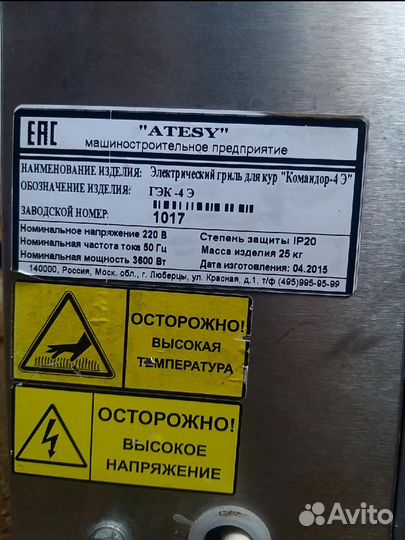 EAC
"ATESY"
машиностроительное предприятие
НАИМЕНОВАНИЕ ИЗДЕЛИЯ: Электрический гриль для кур "Командор-4 Э"
ОБОЗНАЧЕНИЕ ИЗДЕЛИЯ: ГЭК -4 Э
ЗАВОДСКОЙ НОМЕР: 1017
Номинальное напряжение 220 В Степень защиты IP20
Номинальная частота тока 50 Гц Масса изделия 25 кг
Номинальная мощность 3600 Вт Дата изготовления: 04.2015
140000, Россия, Моск. обл., г. Люберцы, ул. Красная, д.1, т/ф (495)995-95-99
ОСТОРОЖНО!
ВЫСОКАЯ
ТЕМПЕРАТУРА
ОСТОРОЖНО!
ВЫСОКОЕ
НАПРЯЖЕНИЕ
Avito